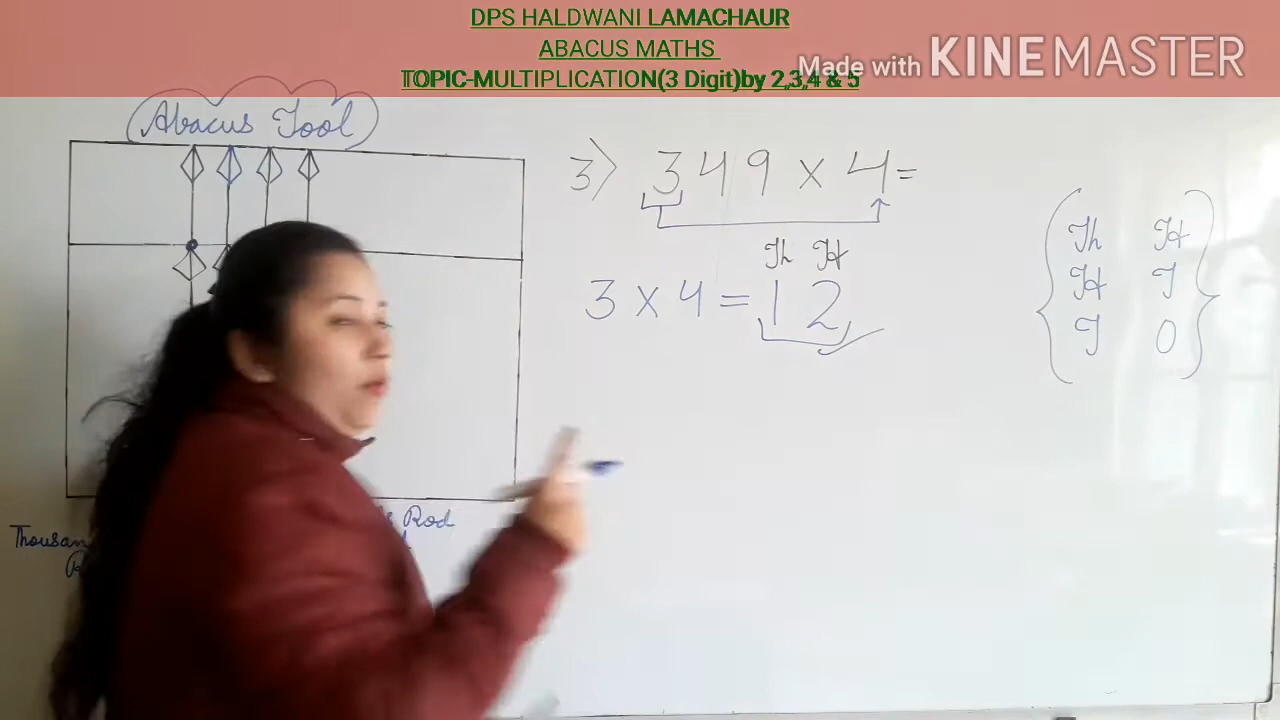 DPS HALDWANI LAMACHAUR
ABACUS MATHS
TOPIC-MULTIPLICATION(3 Digit)by 2,3,4 & 5
Made with KINEMASTER
Abacus Tool
3) 349 x 4=
Th H
3 x 4 = 12
Th H
H T
T O
Thousan
Rod